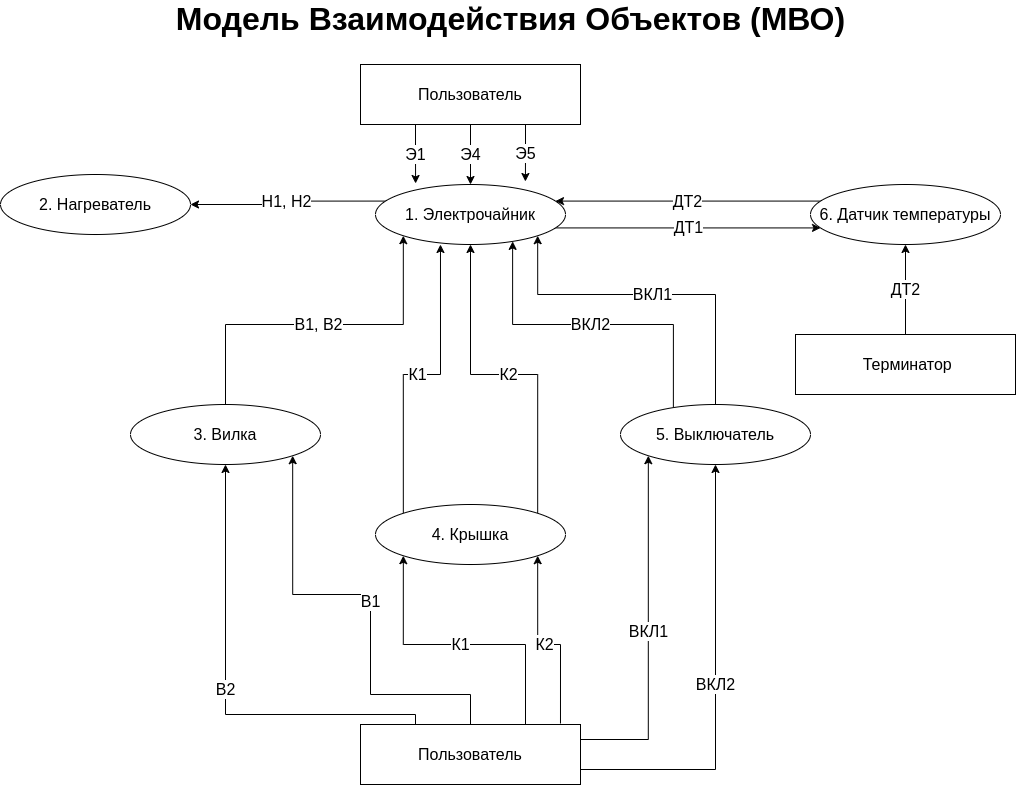 Модель Взаимодействия Объектов (МВО)
Пользователь
Э1
Э4
Э5
2. Нагреватель
Н1, Н2
1. Электрочайник
ДТ2
ДТ1
6. Датчик температуры
ДТ2
ВКЛ1
В1, В2
ВКЛ2
Терминатор
К1
К2
3. Вилка
5. Выключатель
4. Крышка
В1
ВКЛ1
К1
К2
В2
ВКЛ2
Пользователь